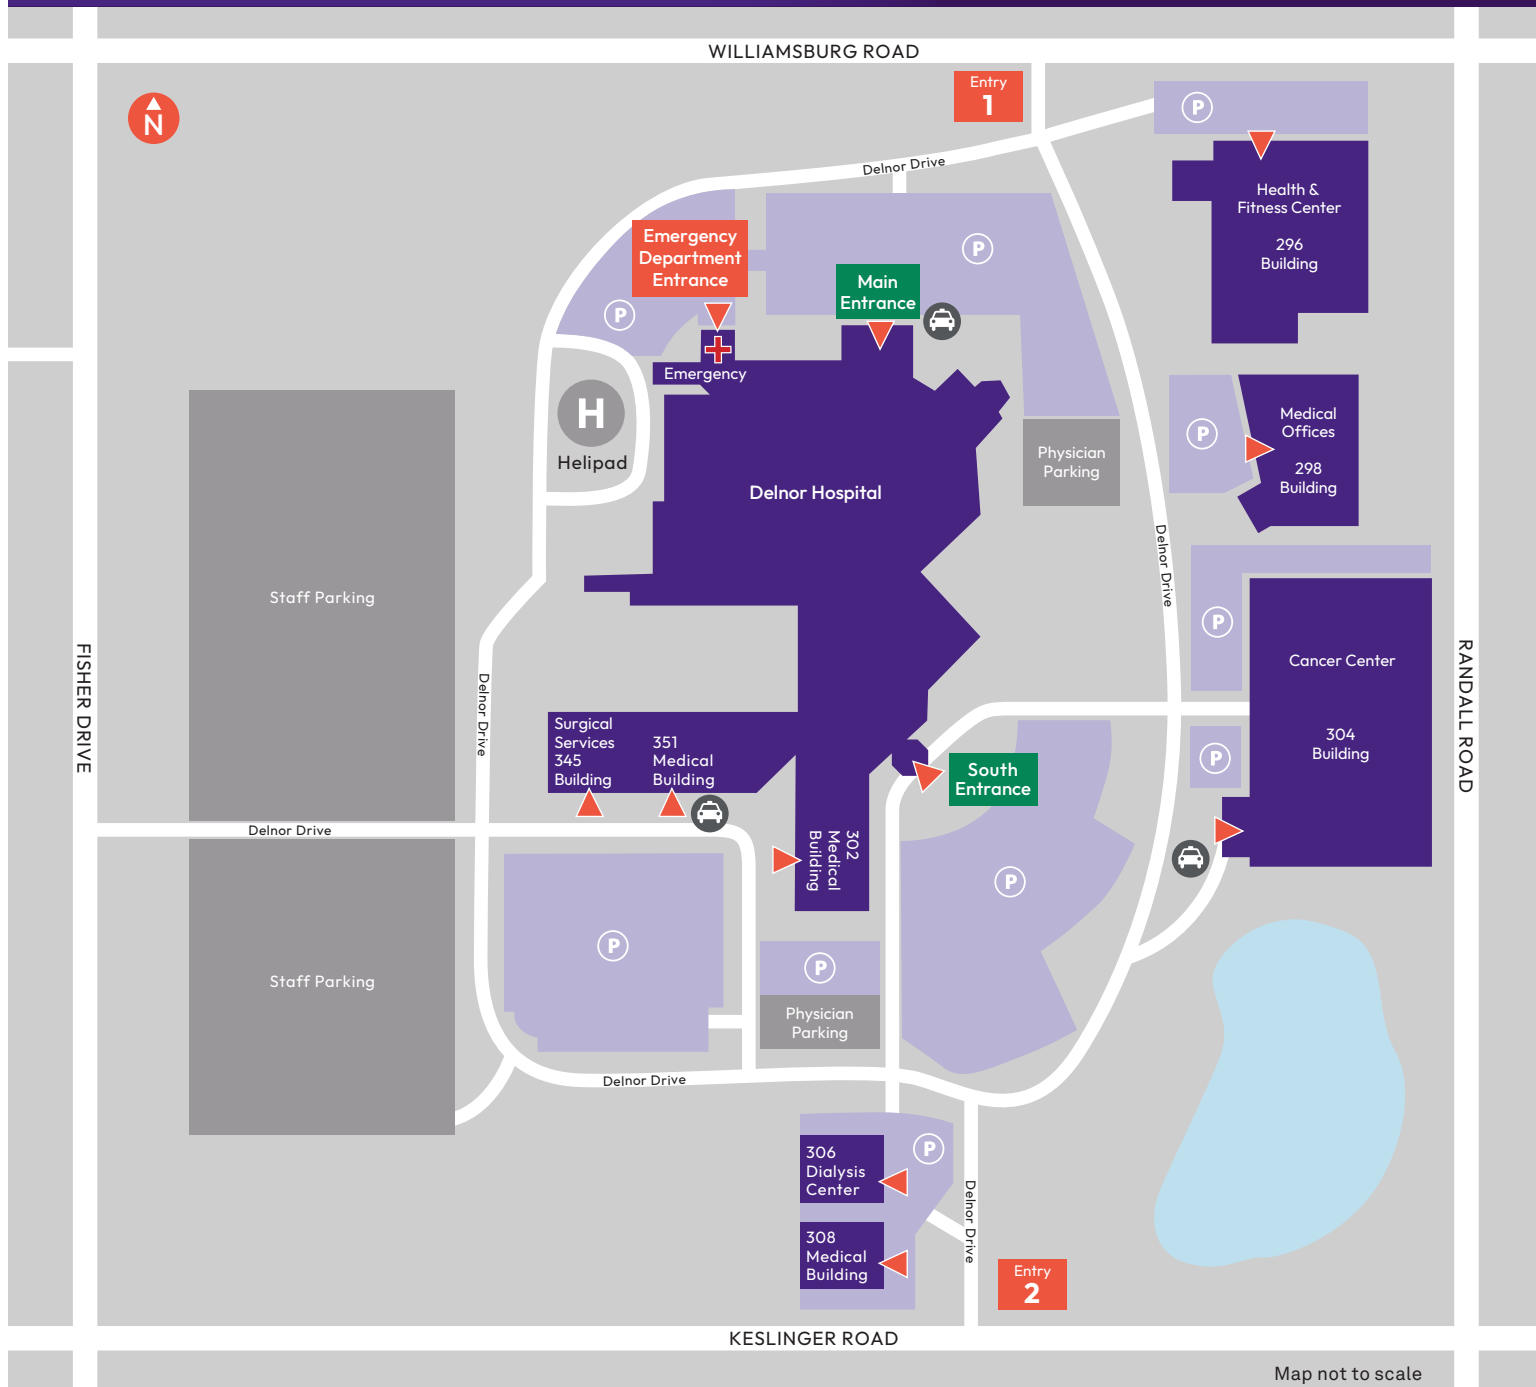 WILLIAMSBURG ROAD
Entry
1
N
P
Delnor Drive
Health &
Fitness Center
296
Building
Emergency
Department
Entrance
P
Main
Entrance
P
Emergency
H
Helipad
Physician
Parking
P
Medical
Offices
298
Building
Delnor Hospital
Delnor Drive
Staff Parking
P
Cancer Center
304
Building
FISHER DRIVE
RANDALL ROAD
Delnor Drive
Surgical
Services
345
Building
351
Medical
Building
P
South
Entrance
Delnor Drive
302
Medical
Building
P
P
P
Staff Parking
Physician
Parking
Delnor Drive
P
306
Dialysis
Center
308
Medical
Building
Delnor Drive
Entry
2
KESLINGER ROAD
Map not to scale